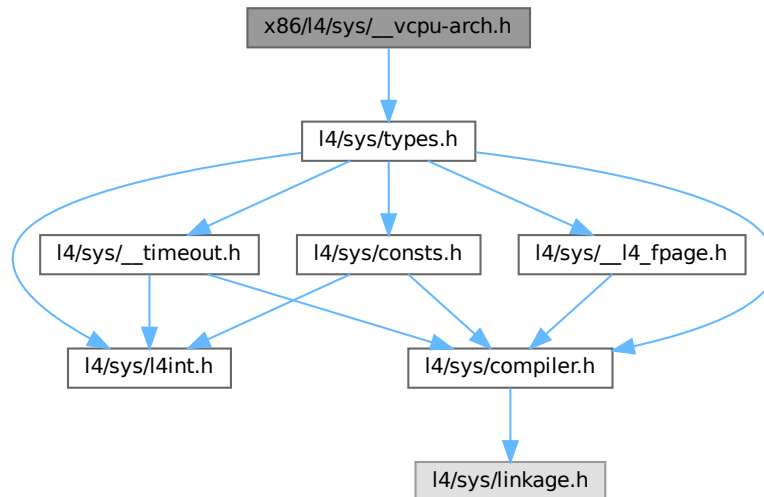 x86/l4/sys/__vcpu-arch.h
l4/sys/types.h
l4/sys/__timeout.h
l4/sys/consts.h
l4/sys/__l4_fpage.h
l4/sys/l4int.h
l4/sys/compiler.h
l4/sys/linkage.h